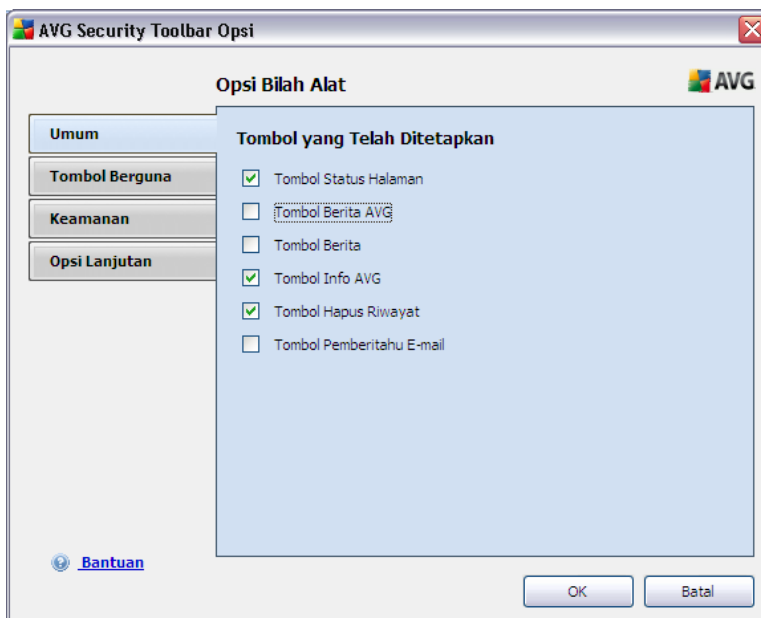 AVG Security Toolbar Opsi
Opsi Bilah Alat
AVG
Umum
Tombol Berguna
Keamanan
Opsi Lanjutan
Tombol yang Telah Ditetapkan
Tombol Status Halaman
Tombol Berita AVG
Tombol Berita
Tombol Info AVG
Tombol Hapus Riwayat
Tombol Pemberitahu E-mail
Bantuan
OK
Batal